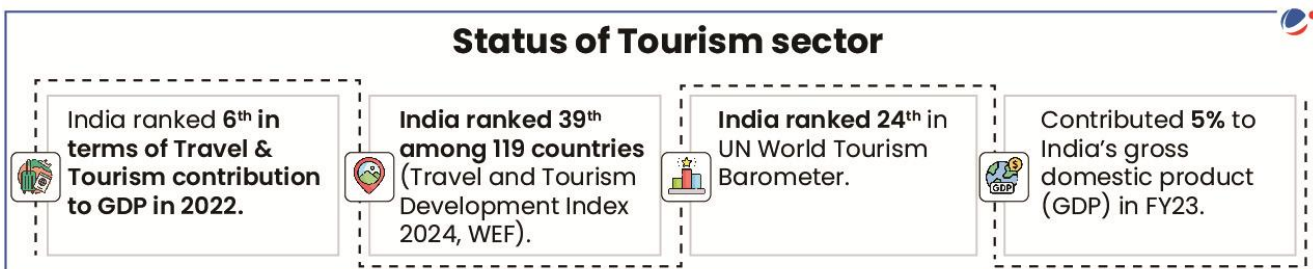 Status of Tourism sector
India ranked 6th in
terms of Travel &
Tourism contribution
to GDP in 2022.
India ranked 39th
among 119 countries
(Travel and Tourism
Development Index
2024, WEF).
India ranked 24th in
UN World Tourism
Barometer.
GDP
Contributed 5% to
India's gross
domestic product
(GDP) in FY23.